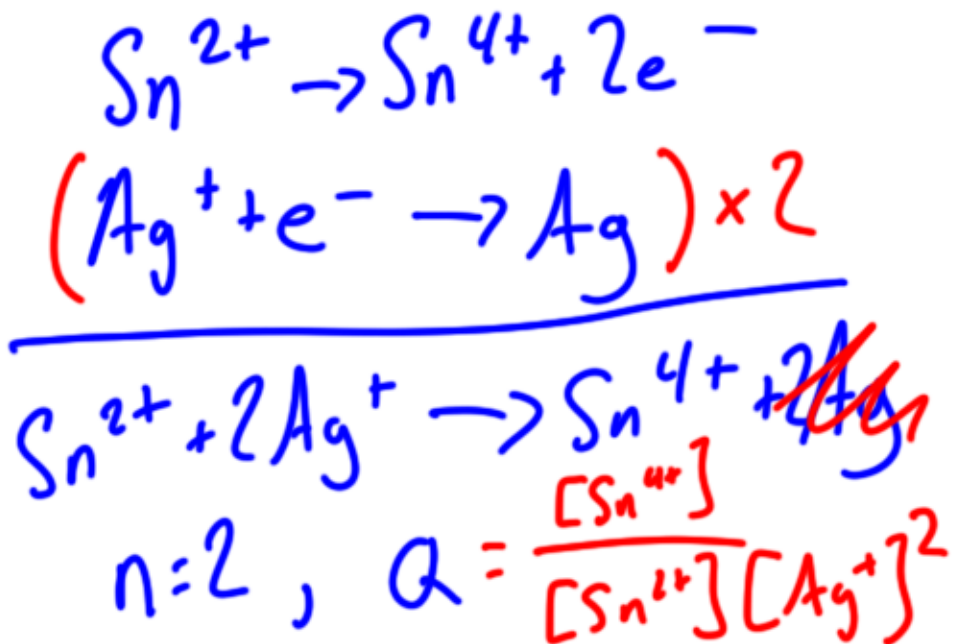 Sn²⁺ → Sn⁴⁺ + 2e⁻
(Ag⁺ + e⁻ → Ag) × 2
Sn²⁺ + 2Ag⁺ → Sn⁴⁺ + 2Ag
n = 2, Q = [Sn⁴⁺] / [Sn²⁺][Ag⁺]²